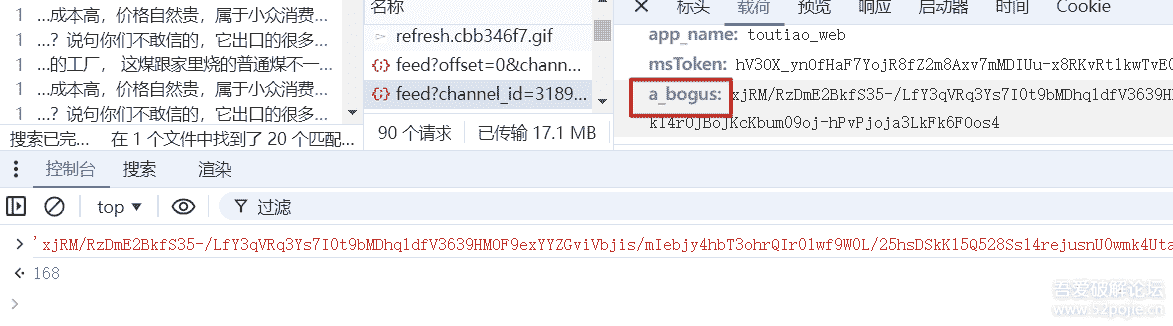 1 ...成本高，价格自然贵，属于小众消费...
1 ...? 说句你们不敢信的，它出口的很多...
1 ...的工厂， 这煤跟家里烧的普通煤不一...
1 ...成本高，价格自然贵，属于小众消费...
1 ...? 说句你们不敢信的，它出口的很多...
搜索已完... 在 1 个文件中找到了 20 个匹配...
名称
refresh.cbb346f7.gif
feed?offset=0&chann...
feed?channel_id=3189...
90 个请求 已传输 17.1 MB
标头 载荷 预览 响应 启动器 时间 Cookie
app_name: toutiao_web
msToken: hV3OX_ynOfHaF7YojR8fZ2m8Axv7mMDIUu-x8RKvRt1kwTvE
a_bogus: xjRM/RzDmE2BkfS35-/LfY3qVRq3Ys7I0t9bMDhqldfV3639H
kl4rOJBojKcKbum09oj-hPvPjoja3LkFk6F0os4
控制台 搜索 渲染
top 过滤
'xjRM/RzDmE2BkfS35-/LfY3qVRq3Ys7I0t9bMDhqldfV3639HMOF9exYYZGviVbjis/mIebjy4hbT3ohrQIr01wf9W0L/25hsDSkK15Q528Ssl4rejusnU0wmk4Uta
168
吾爱破解论坛
www.52pojie.cn